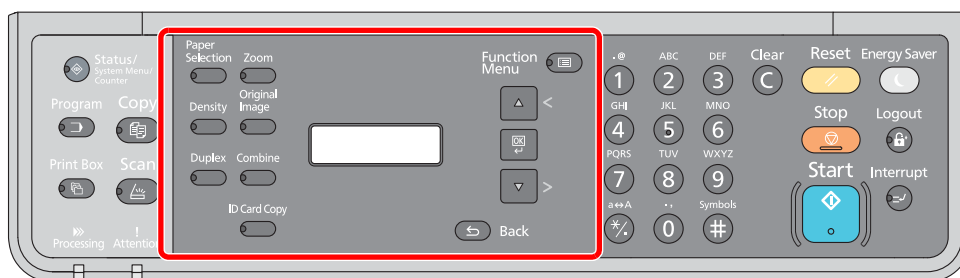 Status/
System Menu/
Counter
Program Copy
Print Box Scan
Processing Attention
Paper
Selection Zoom
Density Original
Image
Duplex Combine
ID Card Copy
Function
Menu
<
OK
>
Back
.@ ABC DEF Clear
1 2 3 C
GHI JKL MNO
4 5 6
PQRS TUV WXYZ
7 8 9
a↔A ., Symbols
*/. 0 #
Reset Energy Saver
Stop Logout
Start Interrupt